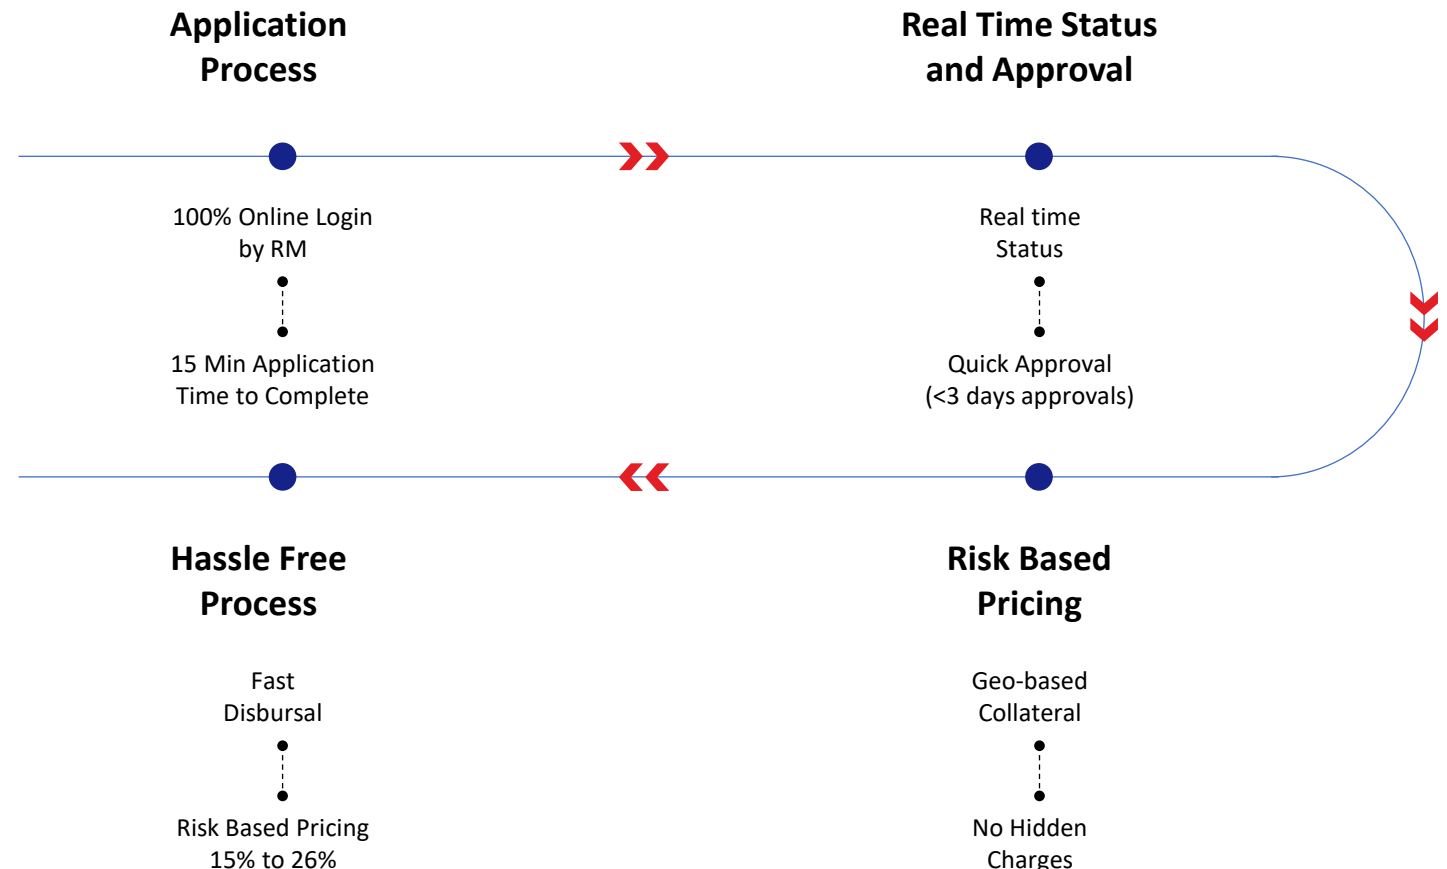 Application
Process
100% Online Login
by RM
15 Min Application
Time to Complete
Real Time Status
and Approval
Real time
Status
Quick Approval
(<3 days approvals)
Risk Based
Pricing
Geo-based
Collateral
No Hidden
Charges
Hassle Free
Process
Fast
Disbursal
Risk Based Pricing
15% to 26%